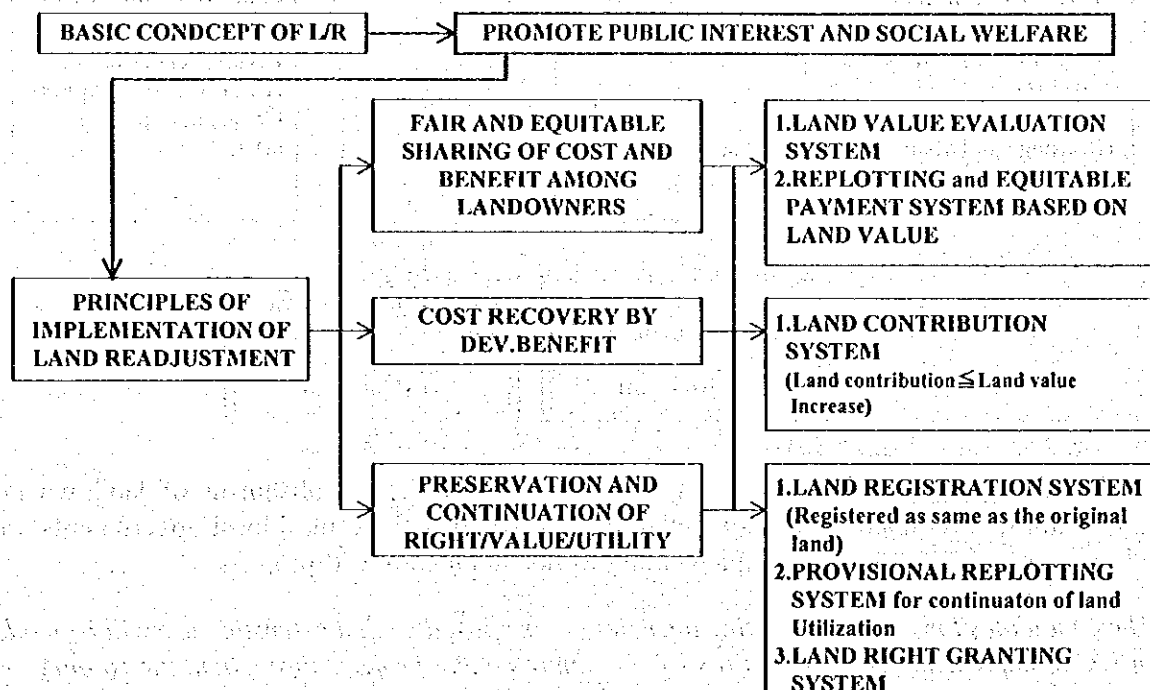 BASIC CONDCEPT OF L/R
PROMOTE PUBLIC INTEREST AND SOCIAL WELFARE
FAIR AND EQUITABLE
SHARING OF COST AND
BENEFIT AMONG
LANDOWNERS
1.LAND VALUE EVALUATION
SYSTEM
2.REPLOTTING and EQUITABLE
PAYMENT SYSTEM BASED ON
LAND VALUE
PRINCIPLES OF
IMPLEMENTATION OF
LAND READJUSTMENT
COST RECOVERY BY
DEV.BENEFIT
1.LAND CONTRIBUTION
SYSTEM
(Land contribution≦Land value
Increase)
PRESERVATION AND
CONTINUATION OF
RIGHT/VALUE/UTILITY
1.LAND REGISTRATION SYSTEM
(Registered as same as the original
land)
2.PROVISIONAL REPLOTTING
SYSTEM for continuaton of land
Utilization
3.LAND RIGHT GRANTING
SYSTEM